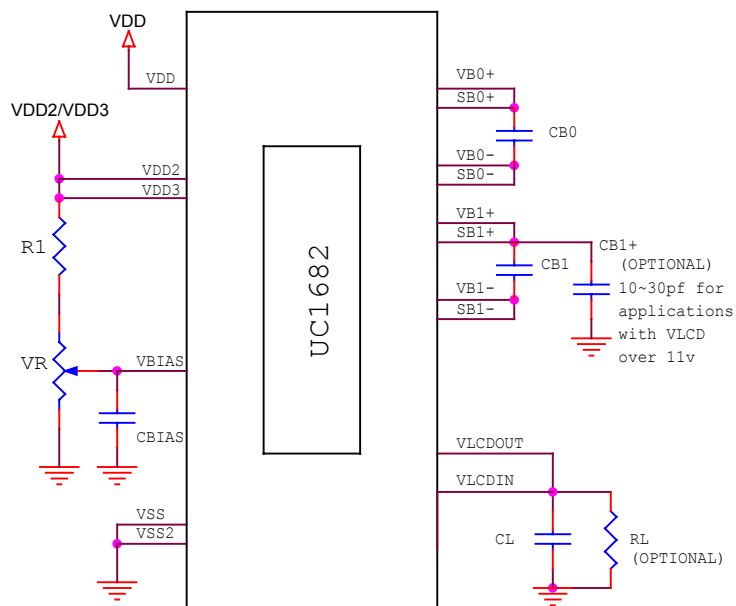 VDD
VDD
VDD2/VDD3
VDD2
VDD3
R1
VR
VBIAS
CBIAS
VSS
VSS2
UC1682
VB0+
SB0+
CB0
VB0-
SB0-
VB1+
SB1+
CB1
VB1-
SB1-
CB1+
(OPTIONAL)
10~30pf for
applications
with VLCD
over 11v
VLCDOUT
VLCDIN
CL
RL
(OPTIONAL)